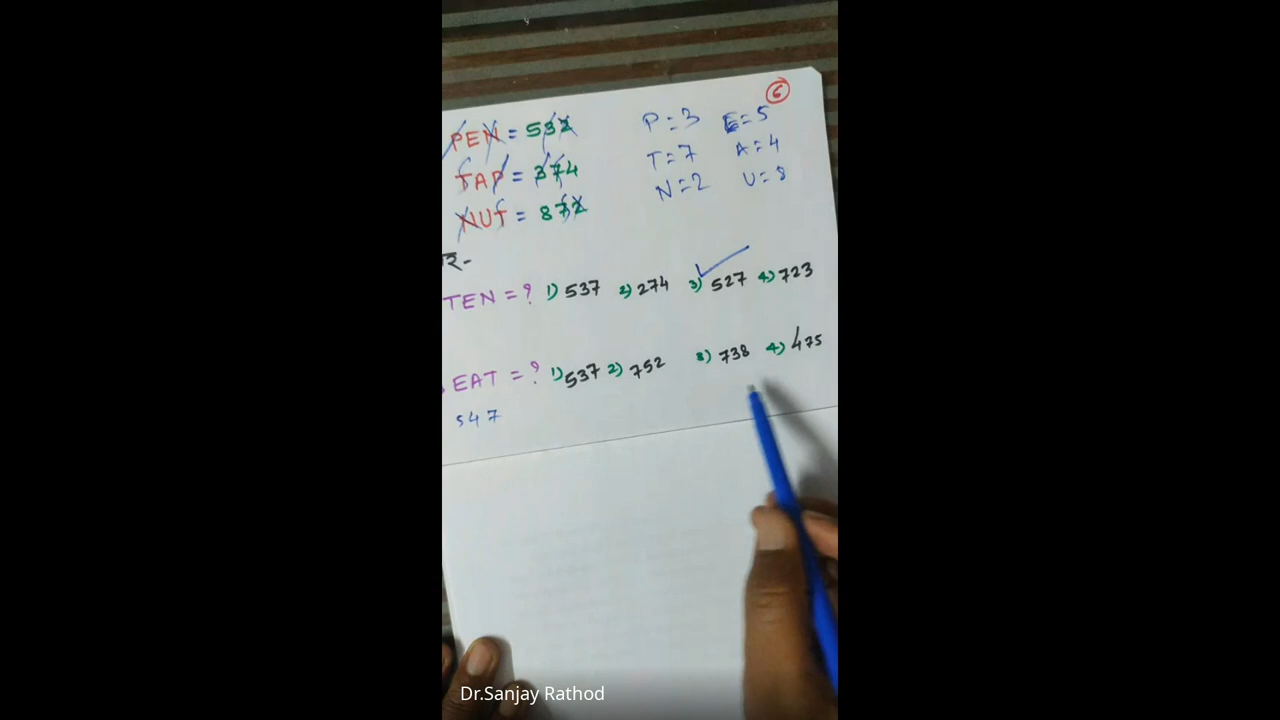 6
PEN = 532
P = 3 E = 5
TAP = 374
T = 7 A = 4
NUT = 872
N = 2 U = 8
TEN = ? 1) 537 2) 274 3) 527 4) 723
EAT = ? 1) 537 2) 752 3) 738 4) 475
547
Dr.Sanjay Rathod